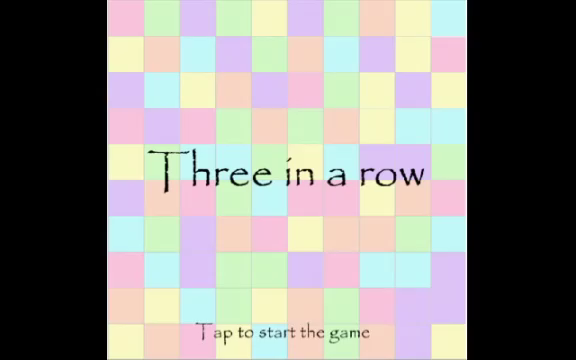 Three in a row
Tap to start the game